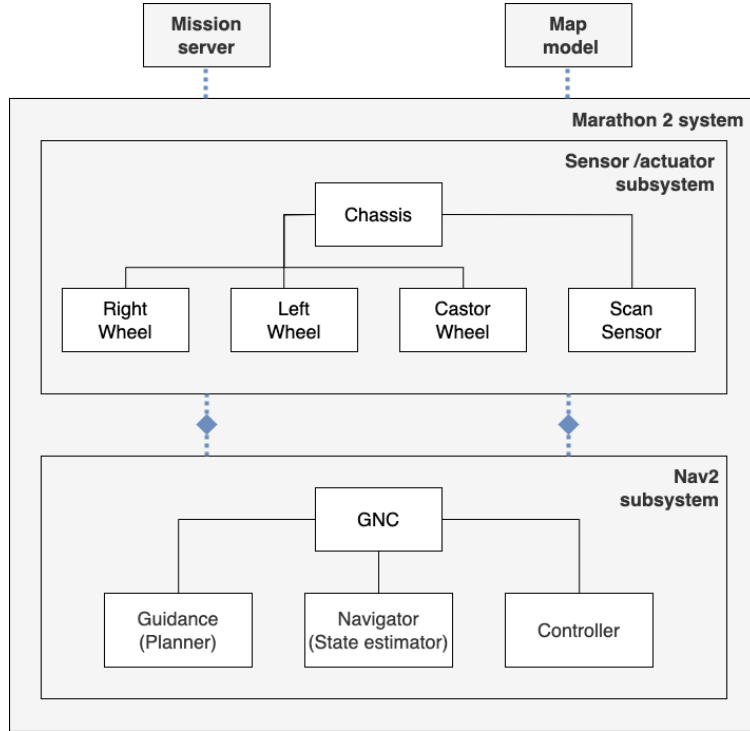 Mission
server
Map
model
Marathon 2 system
Sensor /actuator
subsystem
Chassis
Right
Wheel
Left
Wheel
Castor
Wheel
Scan
Sensor
Nav2
subsystem
GNC
Guidance
(Planner)
Navigator
(State estimator)
Controller